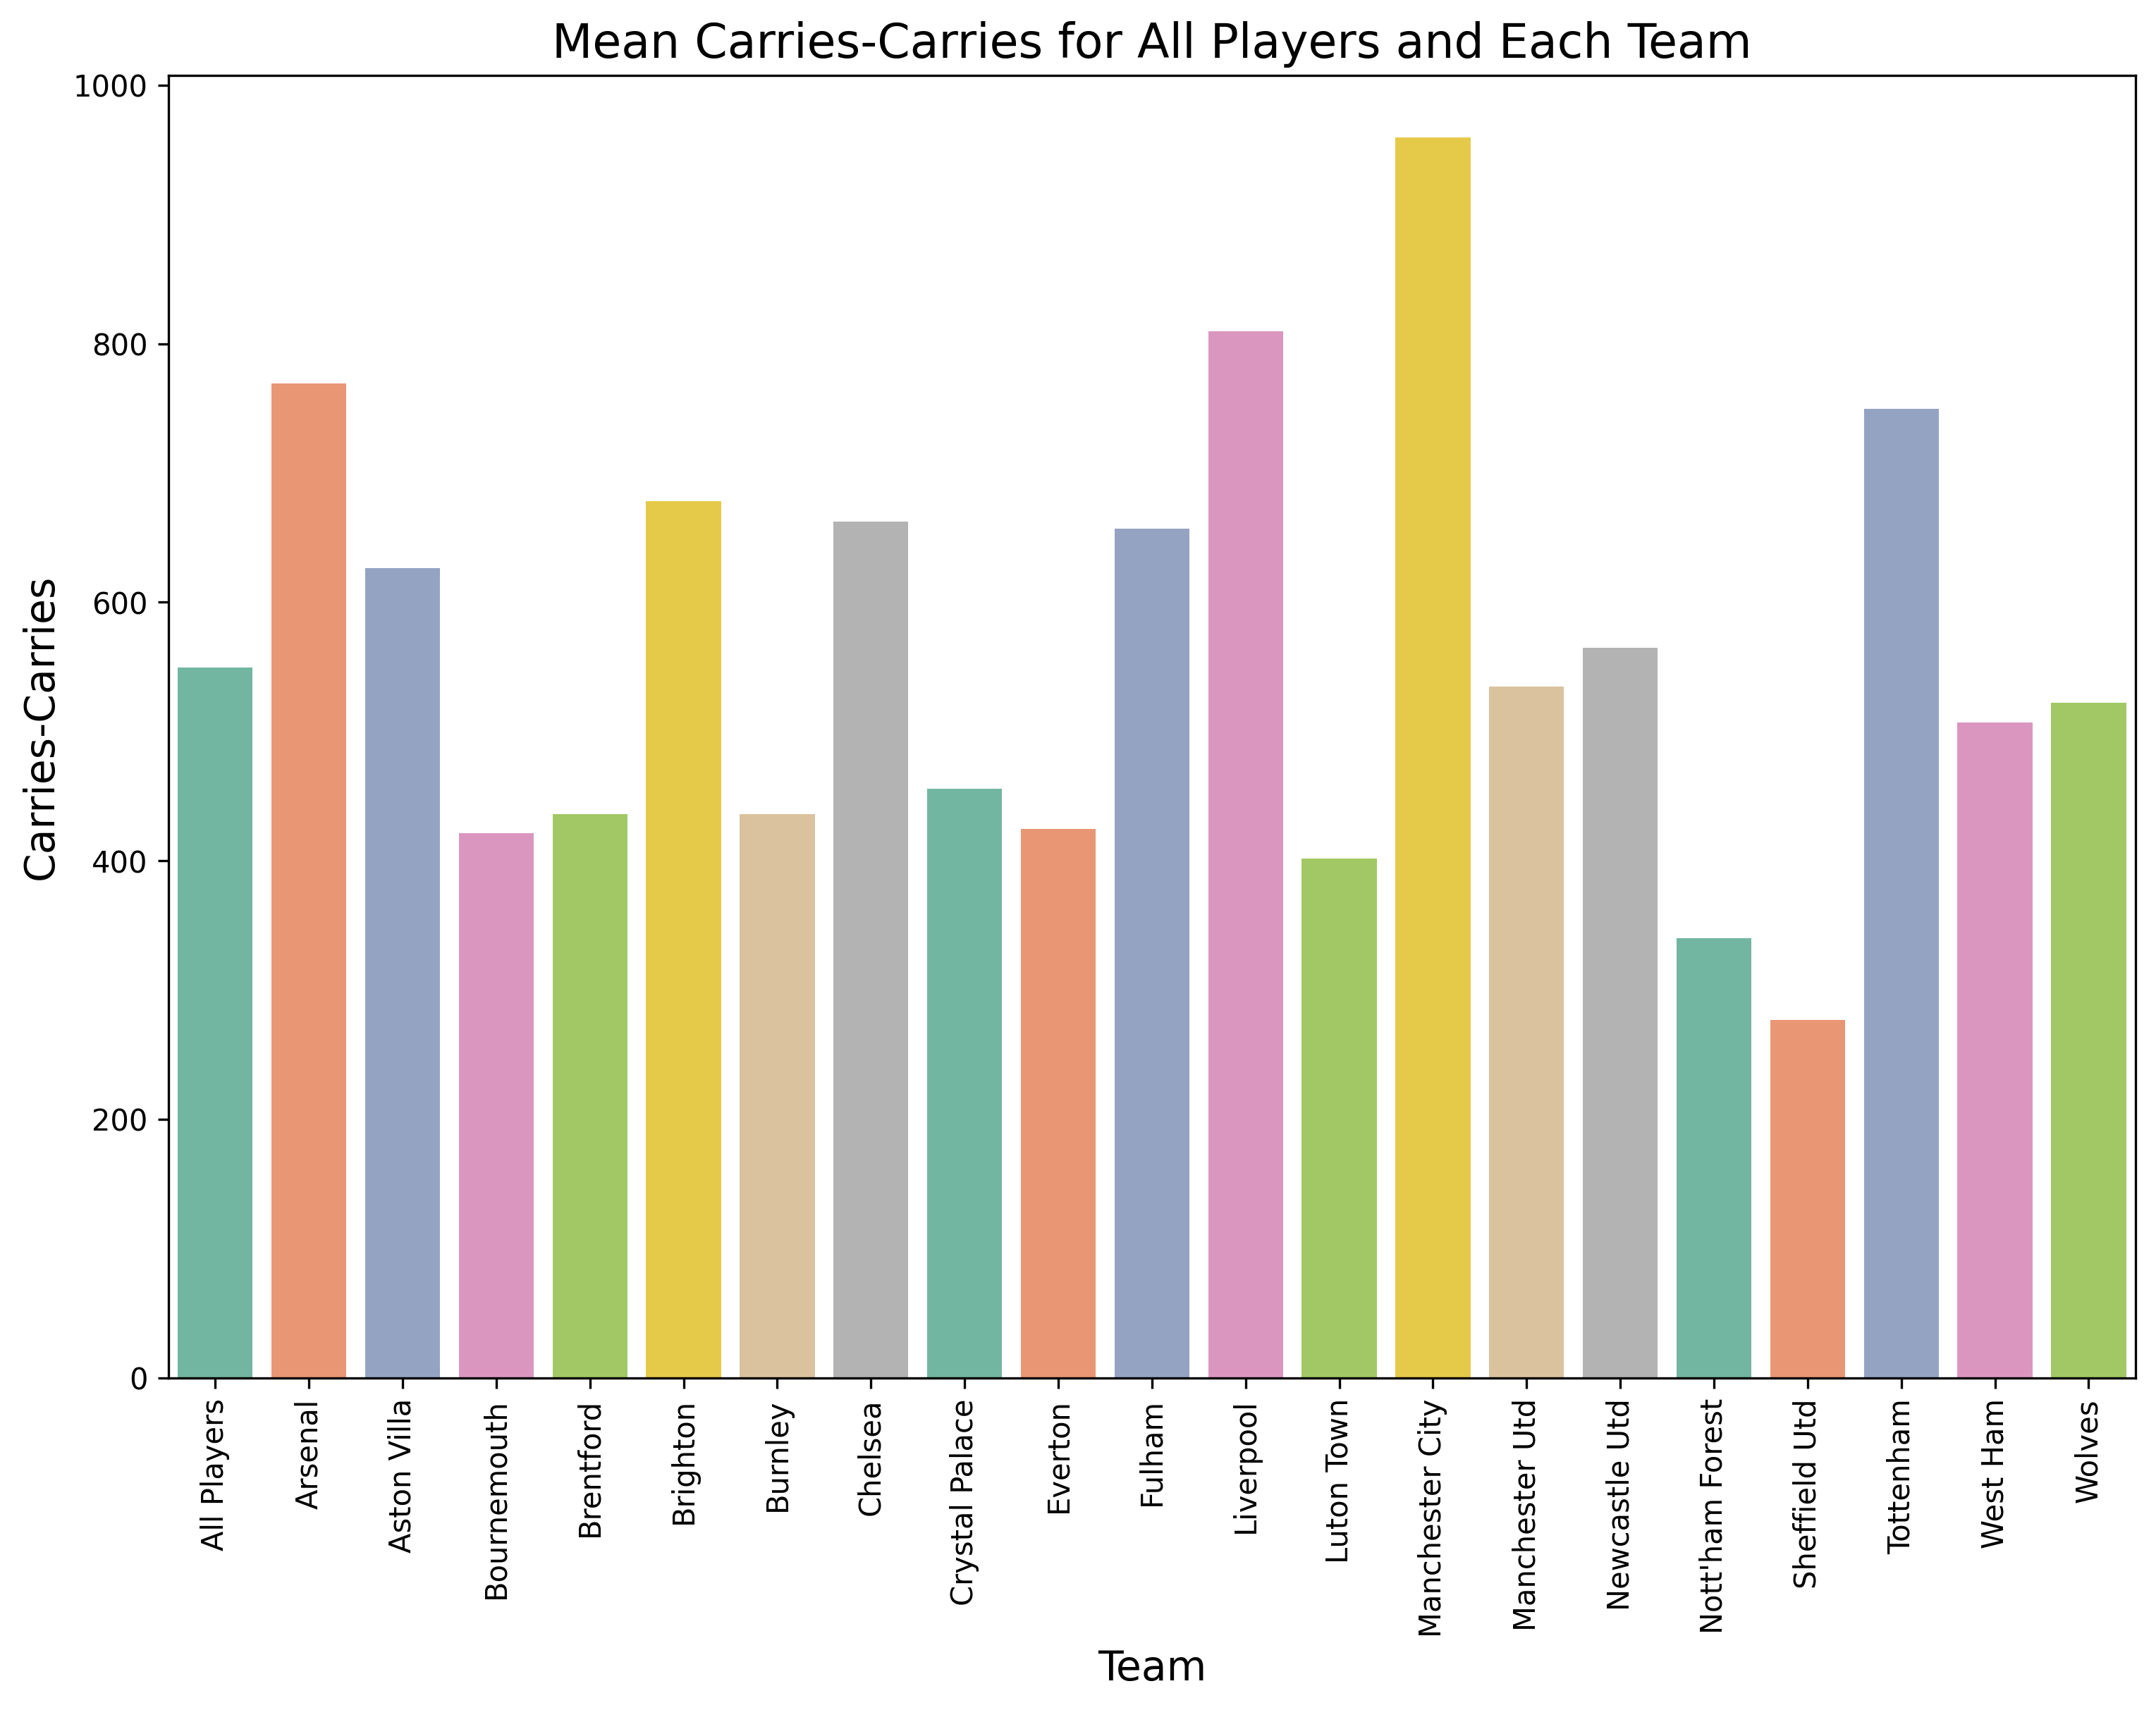 Mean Carries-Carries for All Players and Each Team
1000
800
600
400
200
0
Carries-Carries
All Players
Arsenal
Aston Villa
Bournemouth
Brentford
Brighton
Burnley
Chelsea
Crystal Palace
Everton
Fulham
Liverpool
Luton Town
Manchester City
Manchester Utd
Newcastle Utd
Nott'ham Forest
Sheffield Utd
Tottenham
West Ham
Wolves
Team